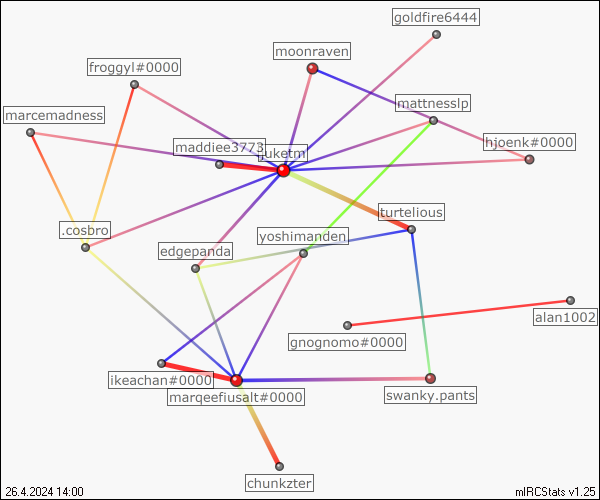 goldfire6444
moonraven
froggyl#0000
marcemadness
mattnesslp
hjoenk#0000
maddiee3773
juketm
turtelious
.cosbro
yoshimanden
edgepanda
alan1002
gnognomo#0000
ikeachan#0000
marqeefiusalt#0000
swanky.pants
chunkzter
26.4.2024 14:00
mIRCStats v1.25